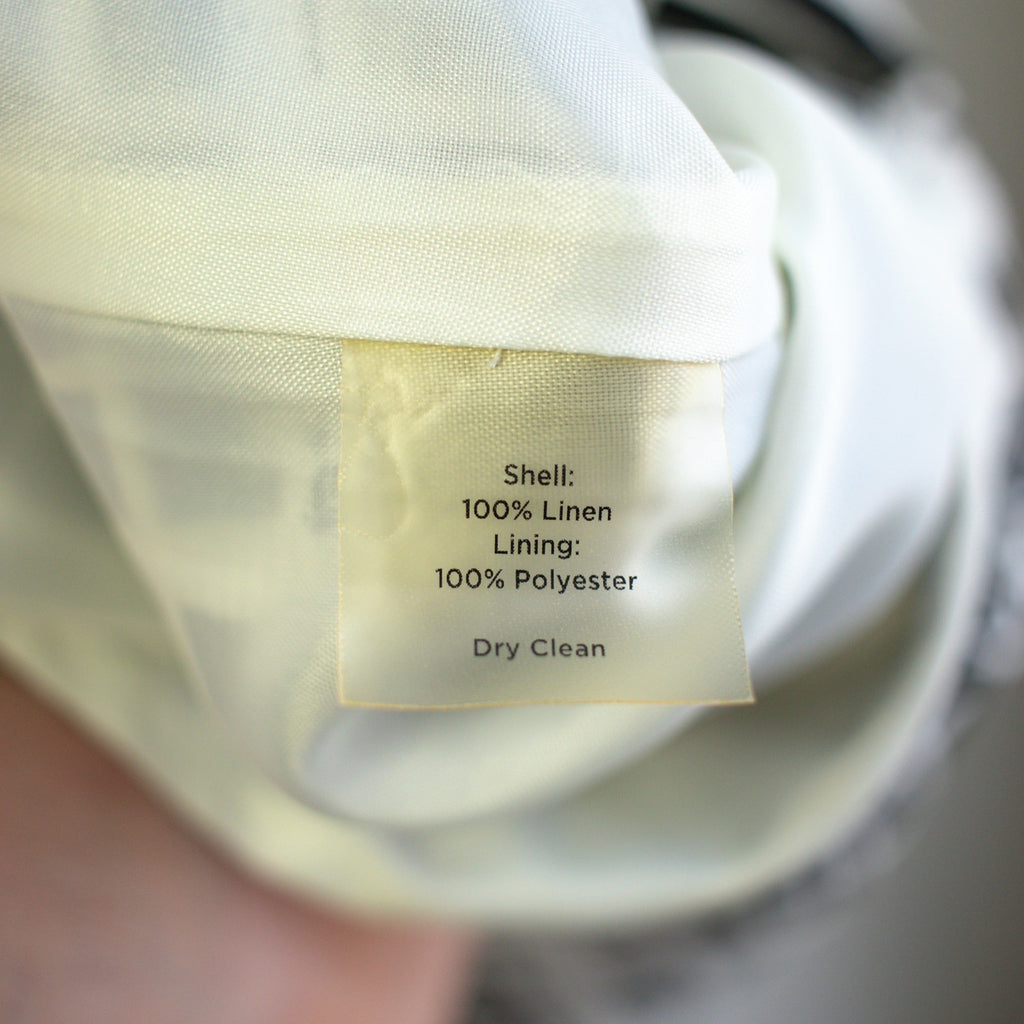 Shell:
100% Linen
Lining:
100% Polyester
Dry Clean